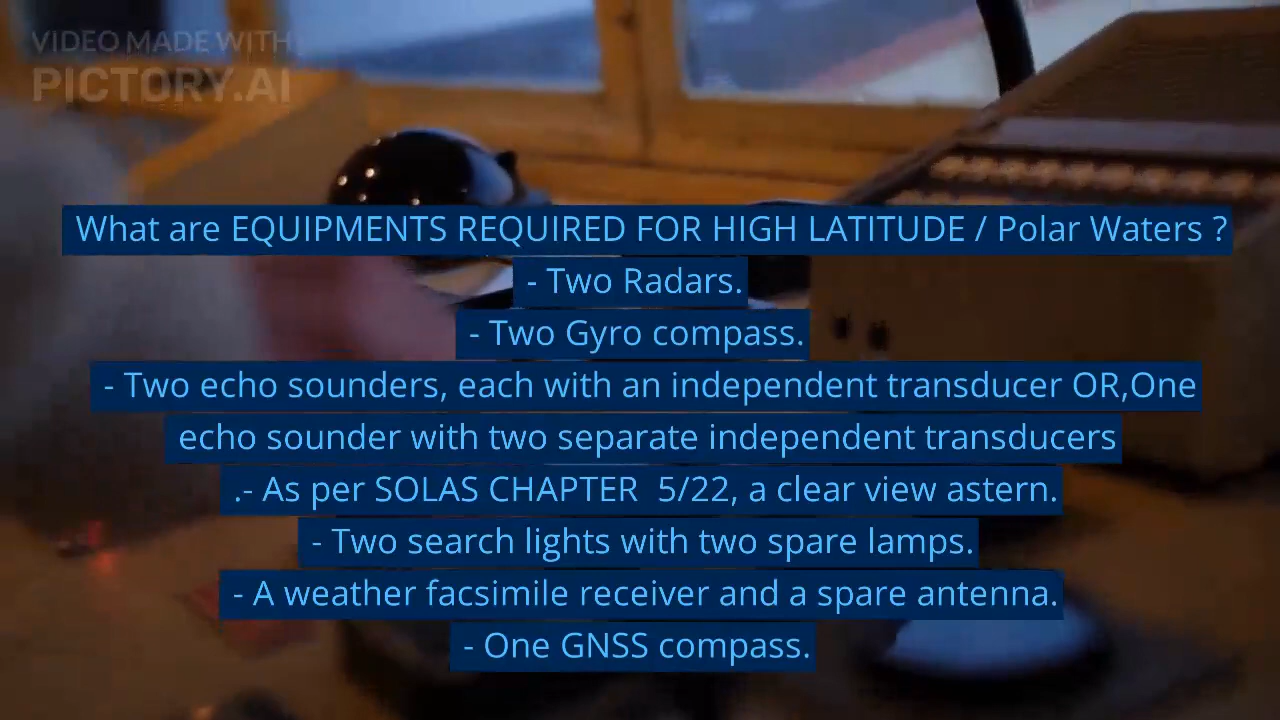 VIDEO MADE WITH
PICTORY.AI
What are EQUIPMENTS REQUIRED FOR HIGH LATITUDE / Polar Waters ?
- Two Radars.
- Two Gyro compass.
- Two echo sounders, each with an independent transducer OR,One
echo sounder with two separate independent transducers
.- As per SOLAS CHAPTER  5/22, a clear view astern.
- Two search lights with two spare lamps.
- A weather facsimile receiver and a spare antenna.
- One GNSS compass.